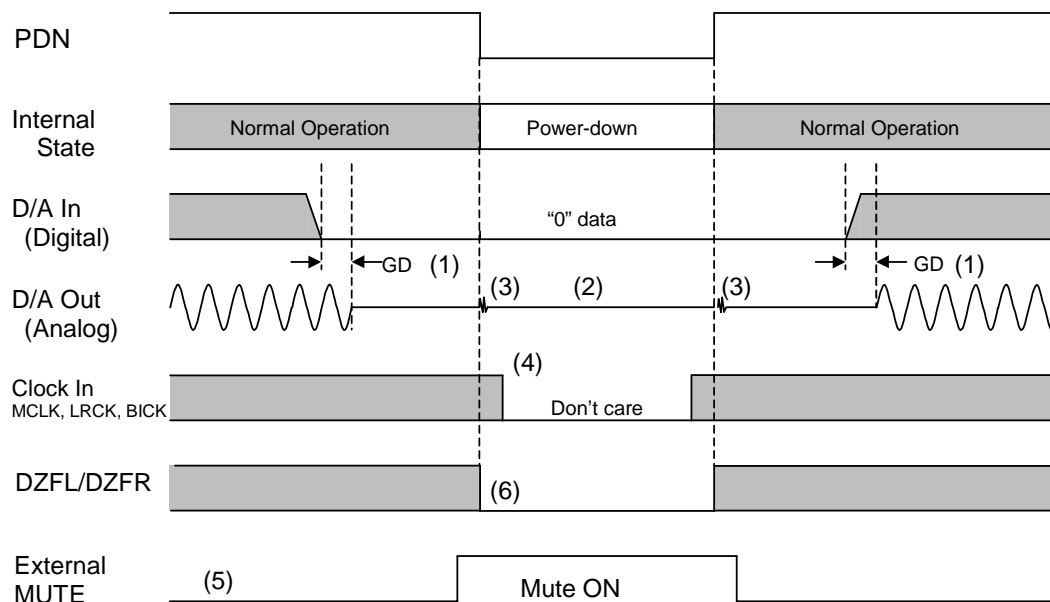 PDN
Internal
State
Normal Operation
Power-down
Normal Operation
D/A In
(Digital)
“0” data
GD
(1)
GD
(1)
D/A Out
(Analog)
(3)
(2)
(3)
Clock In
MCLK, LRCK, BICK
(4)
Don’t care
DZFL/DZFR
(6)
External
MUTE
(5)
Mute ON